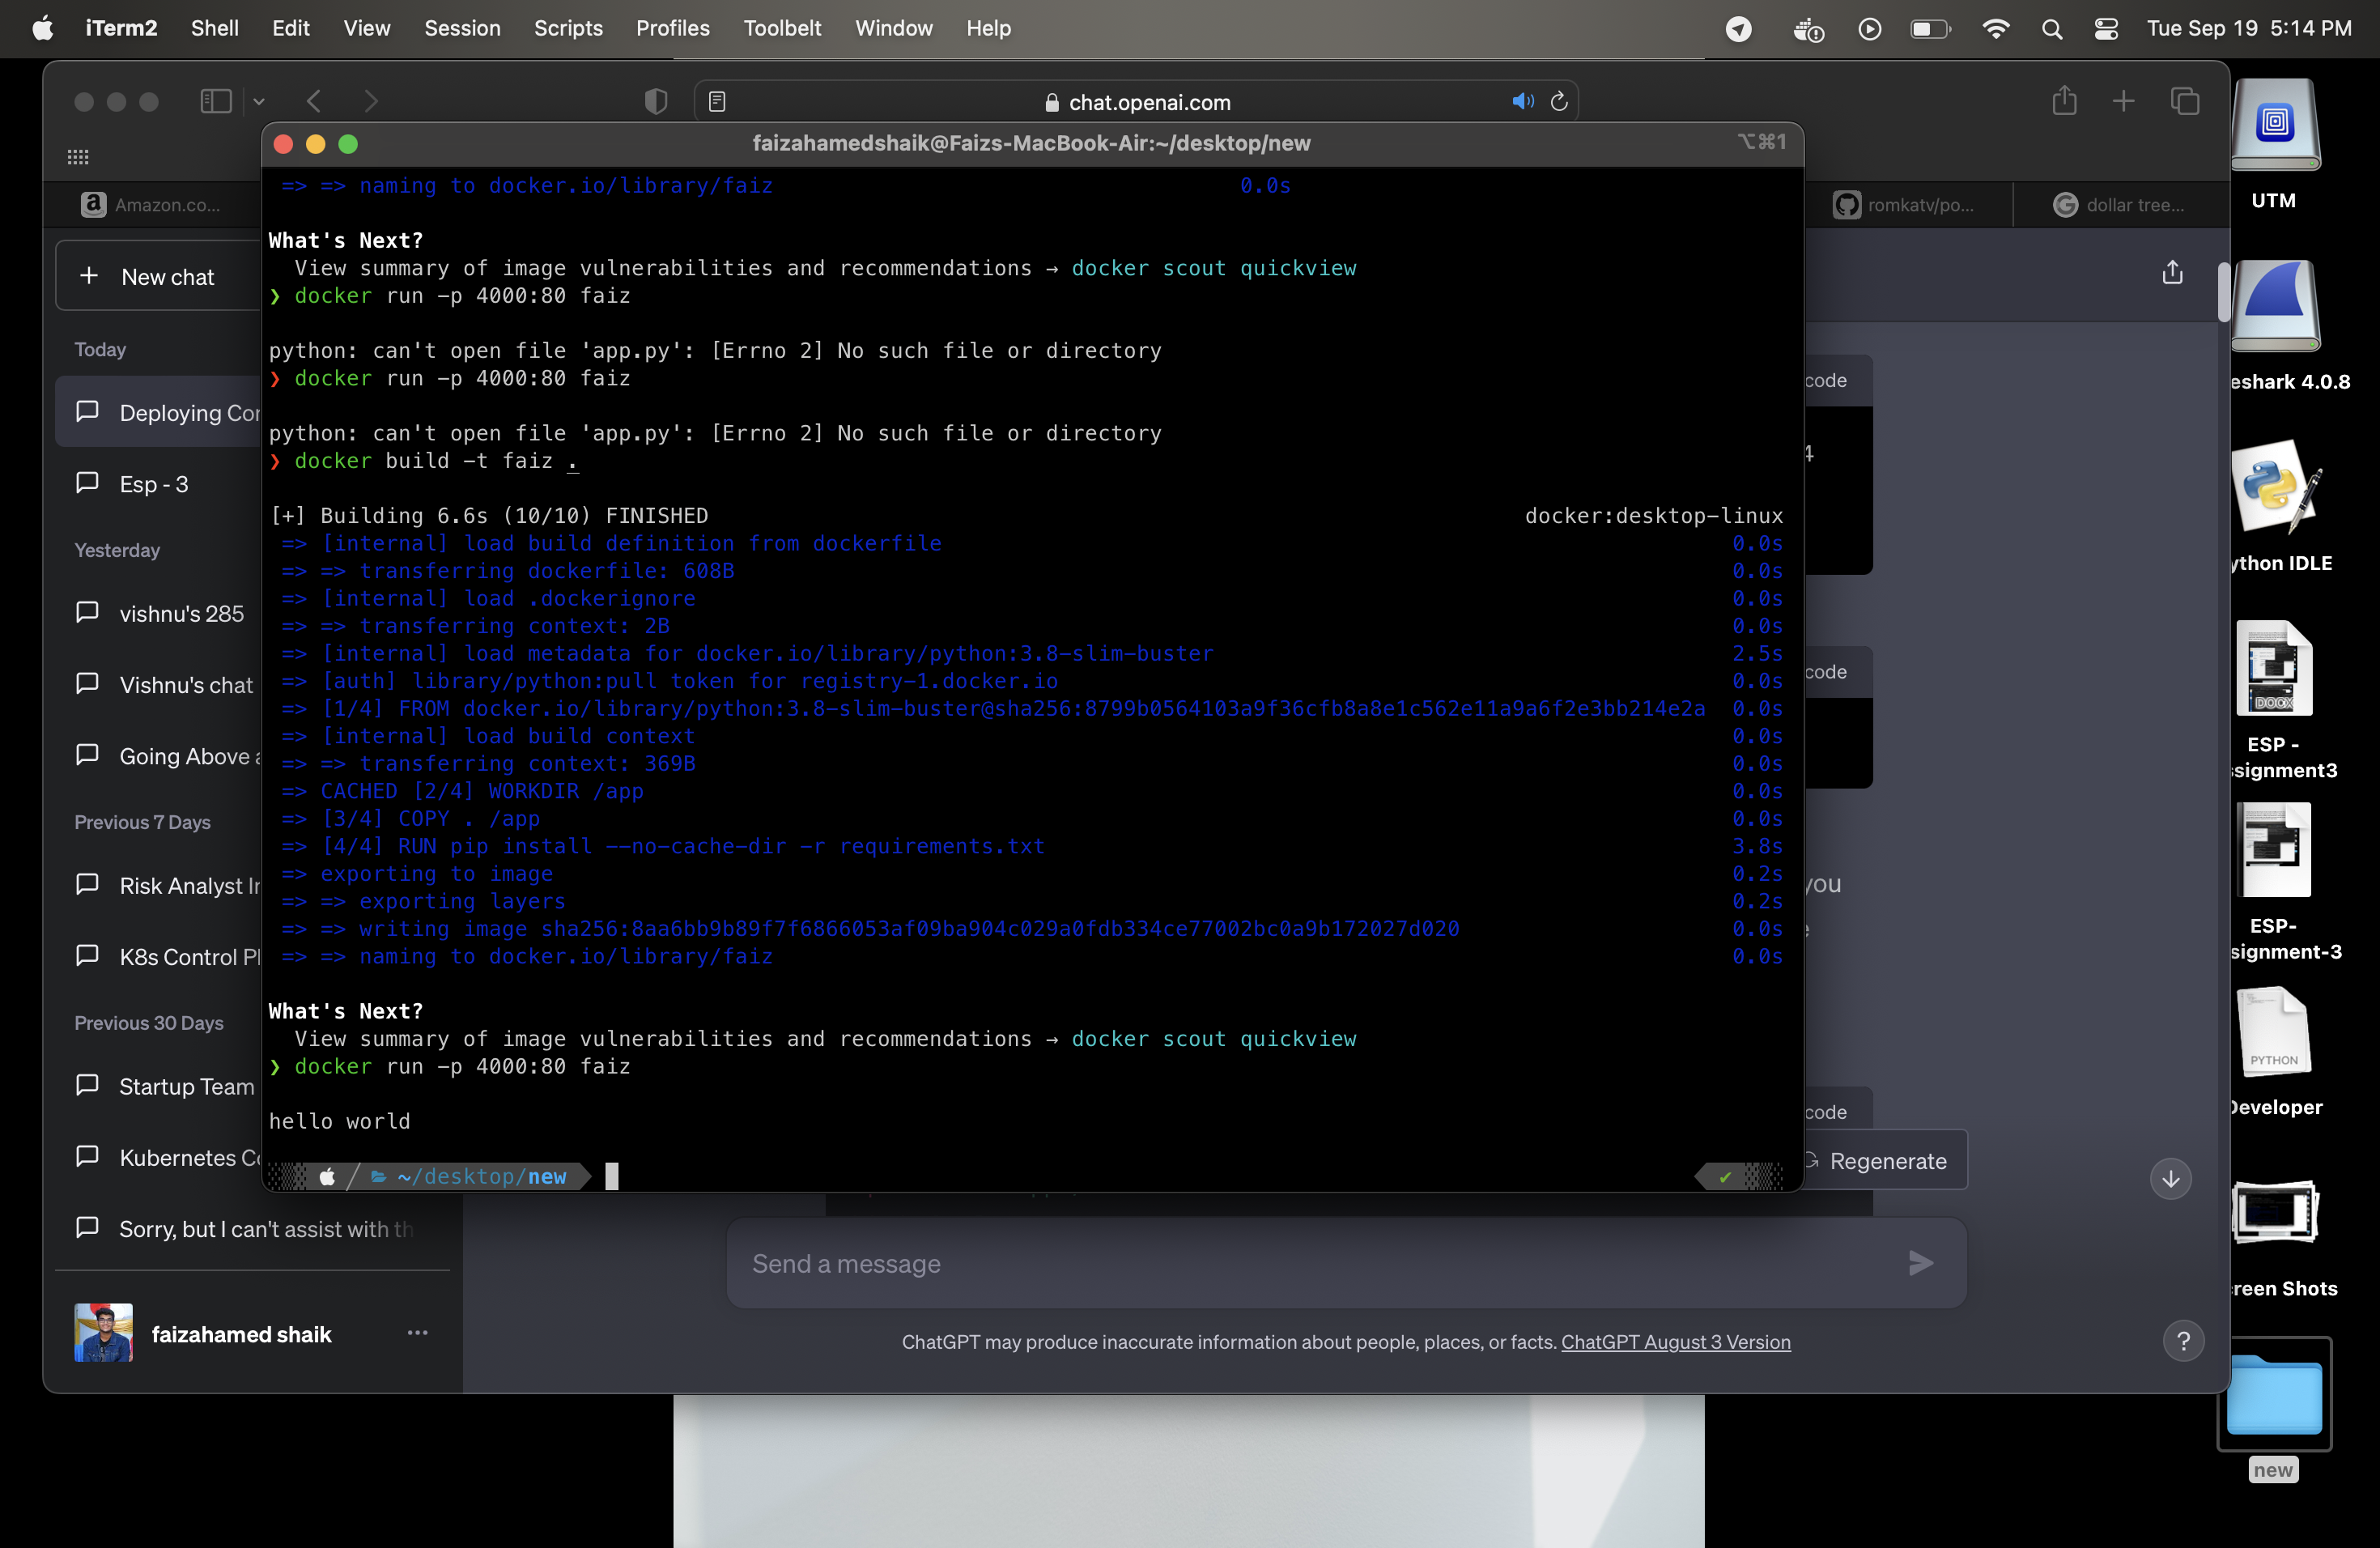 iTerm2 Shell Edit View Session Scripts Profiles Toolbelt Window Help Tue Sep 19 5:14 PM
chat.openai.com
faizahamedshaik@Faizs-MacBook-Air:~/desktop/new ⌥⌘1
Amazon.co... romkatv/po... dollar tree...
=> => naming to docker.io/library/faiz 0.0s
What's Next?
View summary of image vulnerabilities and recommendations → docker scout quickview
❯ docker run -p 4000:80 faiz
python: can't open file 'app.py': [Errno 2] No such file or directory
❯ docker run -p 4000:80 faiz
python: can't open file 'app.py': [Errno 2] No such file or directory
❯ docker build -t faiz .
[+] Building 6.6s (10/10) FINISHED docker:desktop-linux
=> [internal] load build definition from dockerfile 0.0s
=> => transferring dockerfile: 608B 0.0s
=> [internal] load .dockerignore 0.0s
=> => transferring context: 2B 0.0s
=> [internal] load metadata for docker.io/library/python:3.8-slim-buster 2.5s
=> [auth] library/python:pull token for registry-1.docker.io 0.0s
=> [1/4] FROM docker.io/library/python:3.8-slim-buster@sha256:8799b0564103a9f36cfb8a8e1c562e11a9a6f2e3bb214e2a 0.0s
=> [internal] load build context 0.0s
=> => transferring context: 369B 0.0s
=> CACHED [2/4] WORKDIR /app 0.0s
=> [3/4] COPY . /app 0.0s
=> [4/4] RUN pip install --no-cache-dir -r requirements.txt 3.8s
=> exporting to image 0.2s
=> => exporting layers 0.2s
=> => writing image sha256:8aa6bb9b89f7f6866053af09ba904c029a0fdb334ce77002bc0a9b172027d020 0.0s
=> => naming to docker.io/library/faiz 0.0s
What's Next?
View summary of image vulnerabilities and recommendations → docker scout quickview
❯ docker run -p 4000:80 faiz
hello world
~/desktop/new
New chat
Today
Deploying Cor
Esp - 3
Yesterday
vishnu's 285
Vishnu's chat
Going Above a
Previous 7 Days
Risk Analyst Ir
K8s Control Pl
Previous 30 Days
Startup Team
Kubernetes Co
Sorry, but I can't assist with th
faizahamed shaik
code
4
code
you
code
Regenerate
Send a message
ChatGPT may produce inaccurate information about people, places, or facts. ChatGPT August 3 Version
?
UTM
eshark 4.0.8
ython IDLE
DOCX
ESP -
signment3
ESP-
signment-3
PYTHON
Developer
reen Shots
new